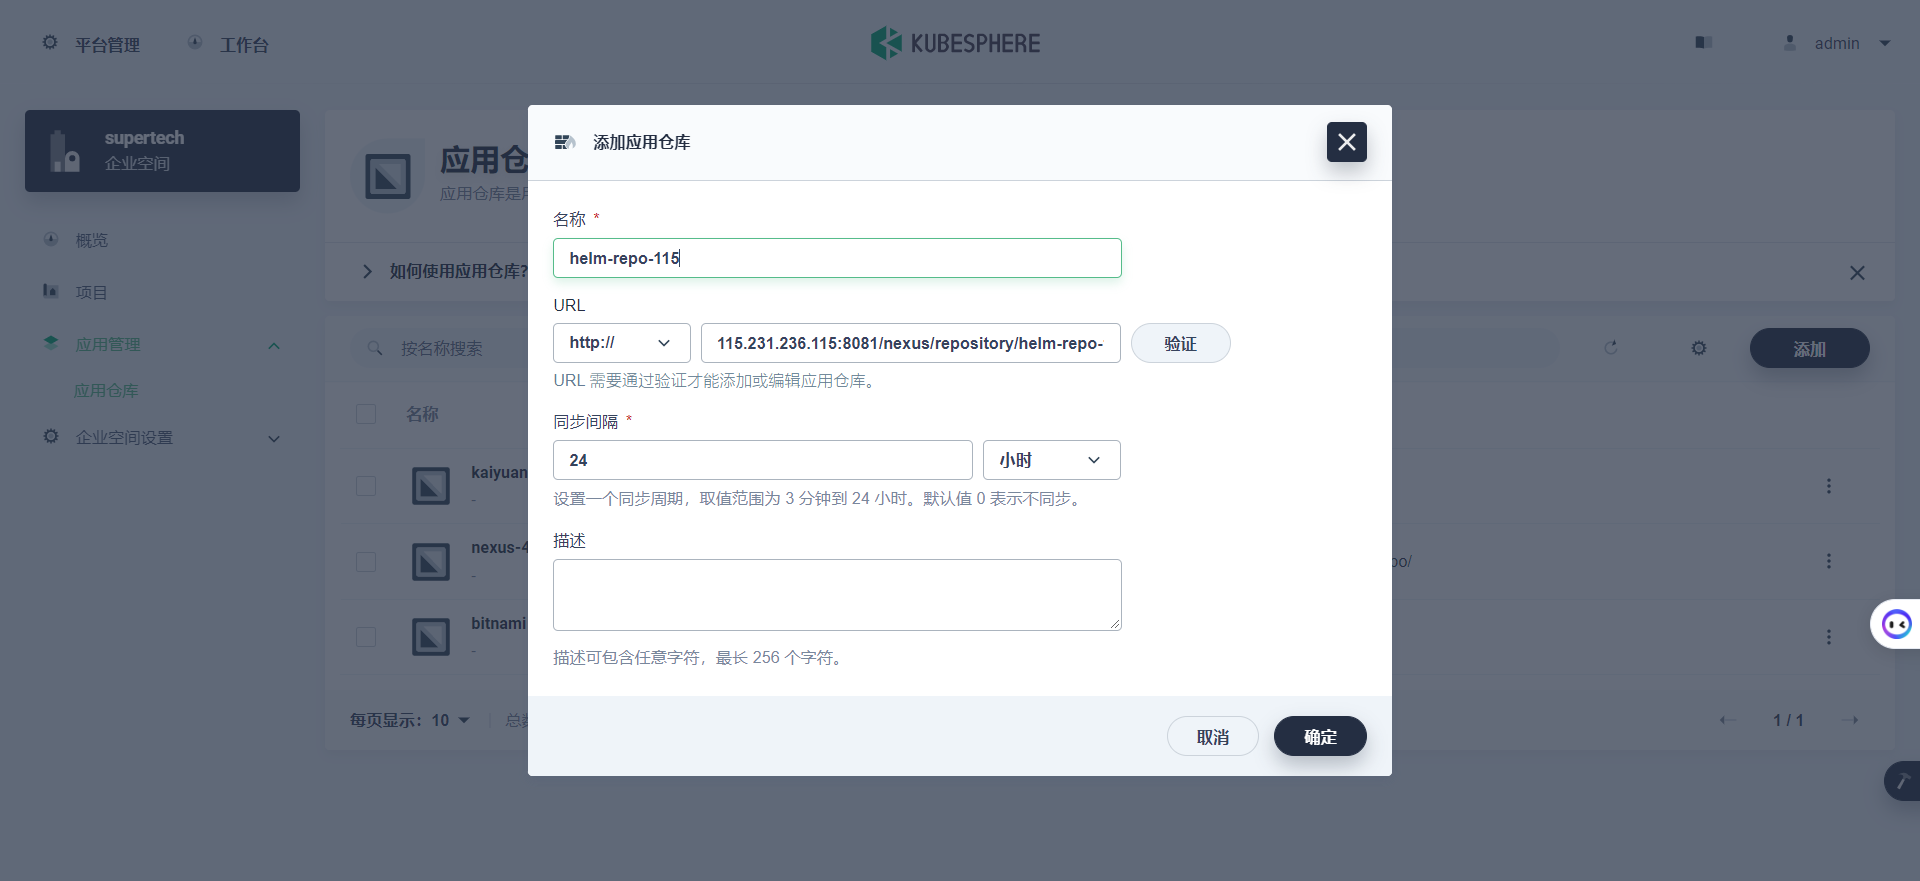 平台管理
工作台
KUBESPHERE
admin
supertech
企业空间
概览
项目
应用管理
应用仓库
企业空间设置
应用仓
应用仓库是
如何使用应用仓库?
按名称搜索
添加
名称
kaiyuan
-
nexus-4
-
po/
bitnami
-
每页显示：10
总数
1 / 1
添加应用仓库
名称 *
helm-repo-115
URL
http://
115.231.236.115:8081/nexus/repository/helm-repo-
验证
URL 需要通过验证才能添加或编辑应用仓库。
同步间隔 *
24
小时
设置一个同步周期，取值范围为 3 分钟到 24 小时。默认值 0 表示不同步。
描述
描述可包含任意字符，最长 256 个字符。
取消
确定